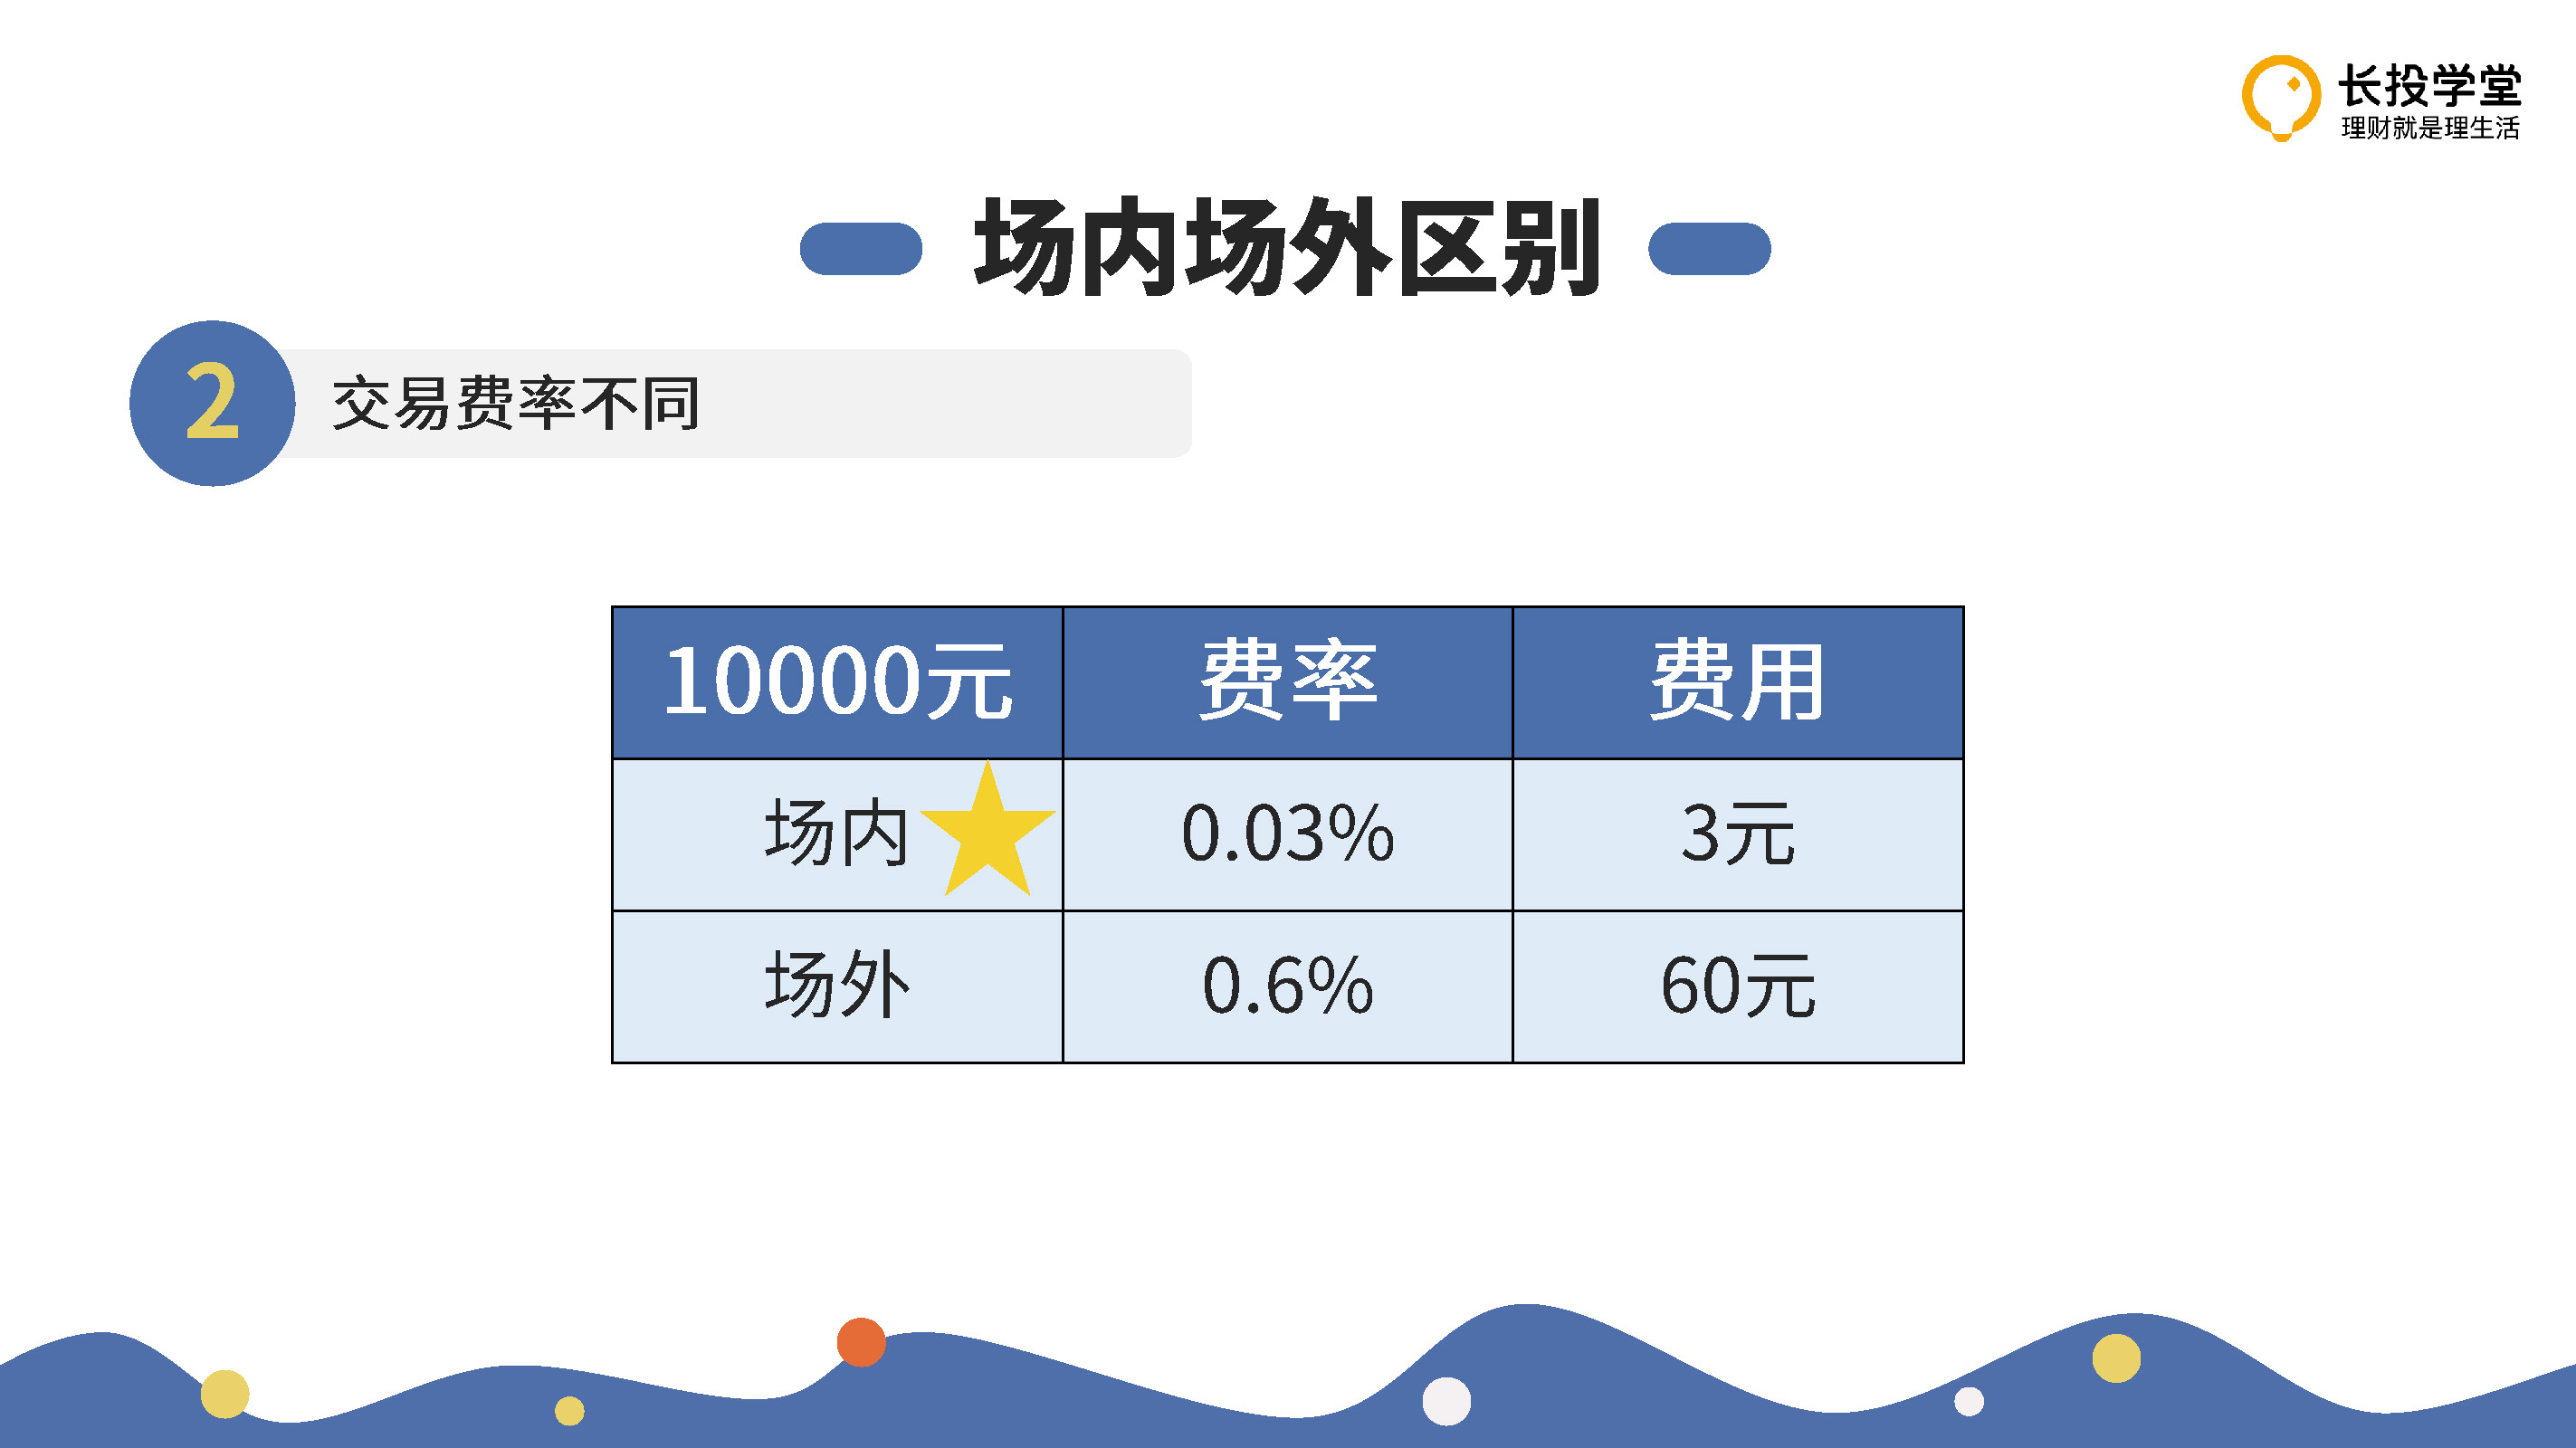 长投学堂
理财就是理生活
场内场外区别
2 交易费率不同
10000元 费率 费用
场内 0.03% 3元
场外 0.6% 60元